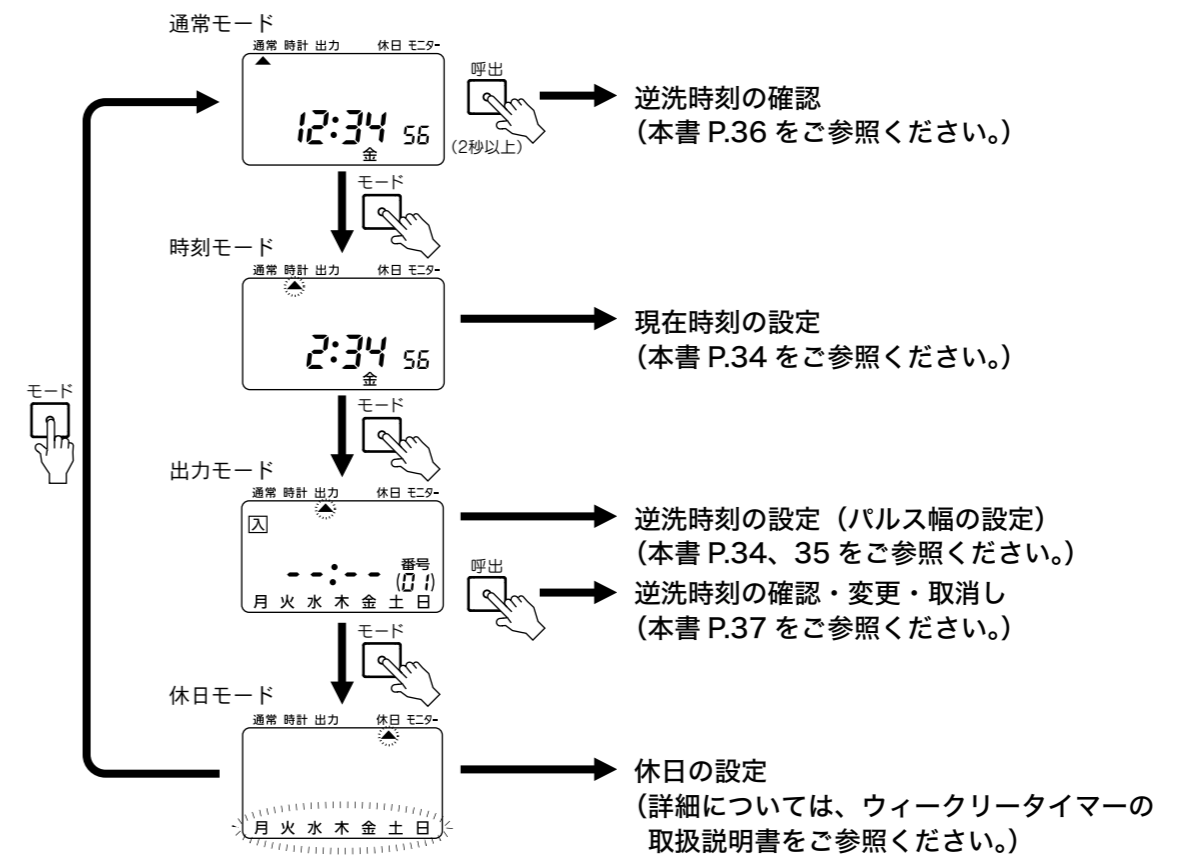 通常モード
通常 時計 出力 休日 モニター
呼出
12:34 56
金
(2秒以上)
逆洗時刻の確認
（本書 P.36 をご参照ください。）
モード
時刻モード
通常 時計 出力 休日 モニター
2:34 56
金
現在時刻の設定
（本書 P.34 をご参照ください。）
モード
モード
出力モード
通常 時計 出力 休日 モニター
入
--:-- 番号
(01)
月 火 水 木 金 土 日
逆洗時刻の設定（パルス幅の設定）
（本書 P.34、35 をご参照ください。）
呼出
逆洗時刻の確認・変更・取消し
（本書 P.37 をご参照ください。）
モード
休日モード
通常 時計 出力 休日 モニター
月 火 水 木 金 土 日
休日の設定
（詳細については、ウィークリータイマーの
取扱説明書をご参照ください。）